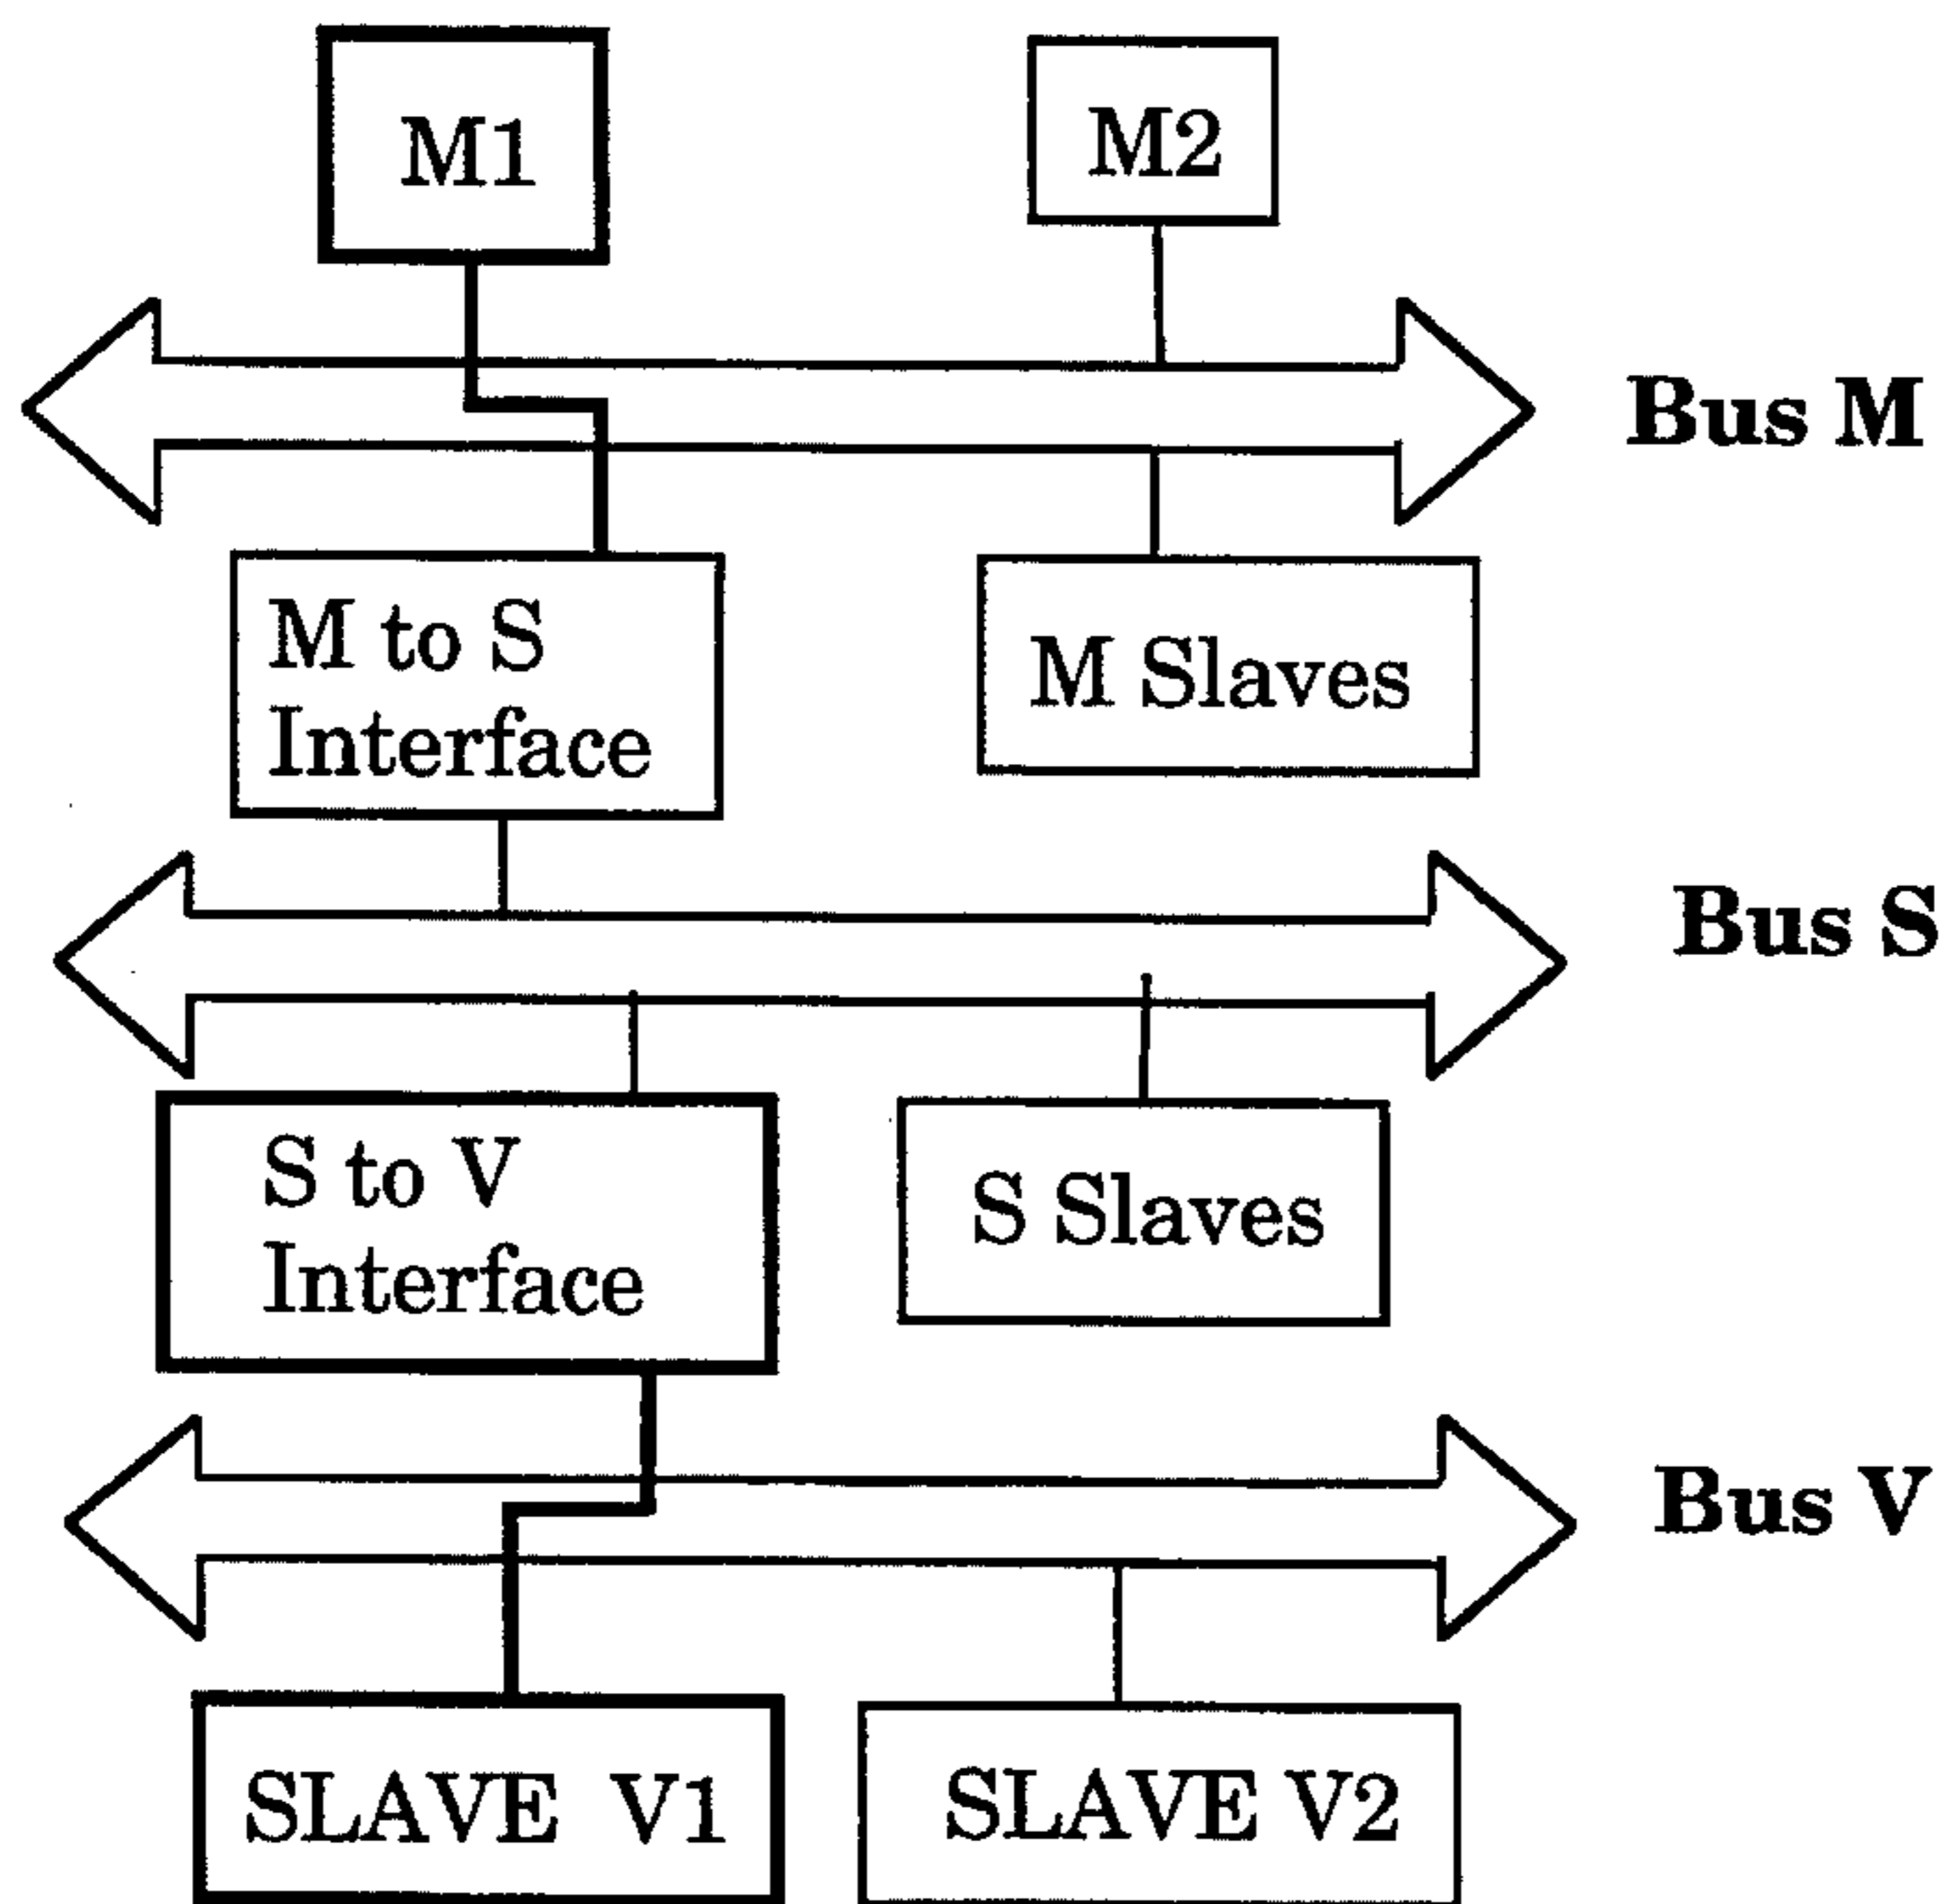 M1
M2
Bus M
M to S
Interface
M Slaves
Bus S
S to V
Interface
S Slaves
Bus V
SLAVE V1
SLAVE V2